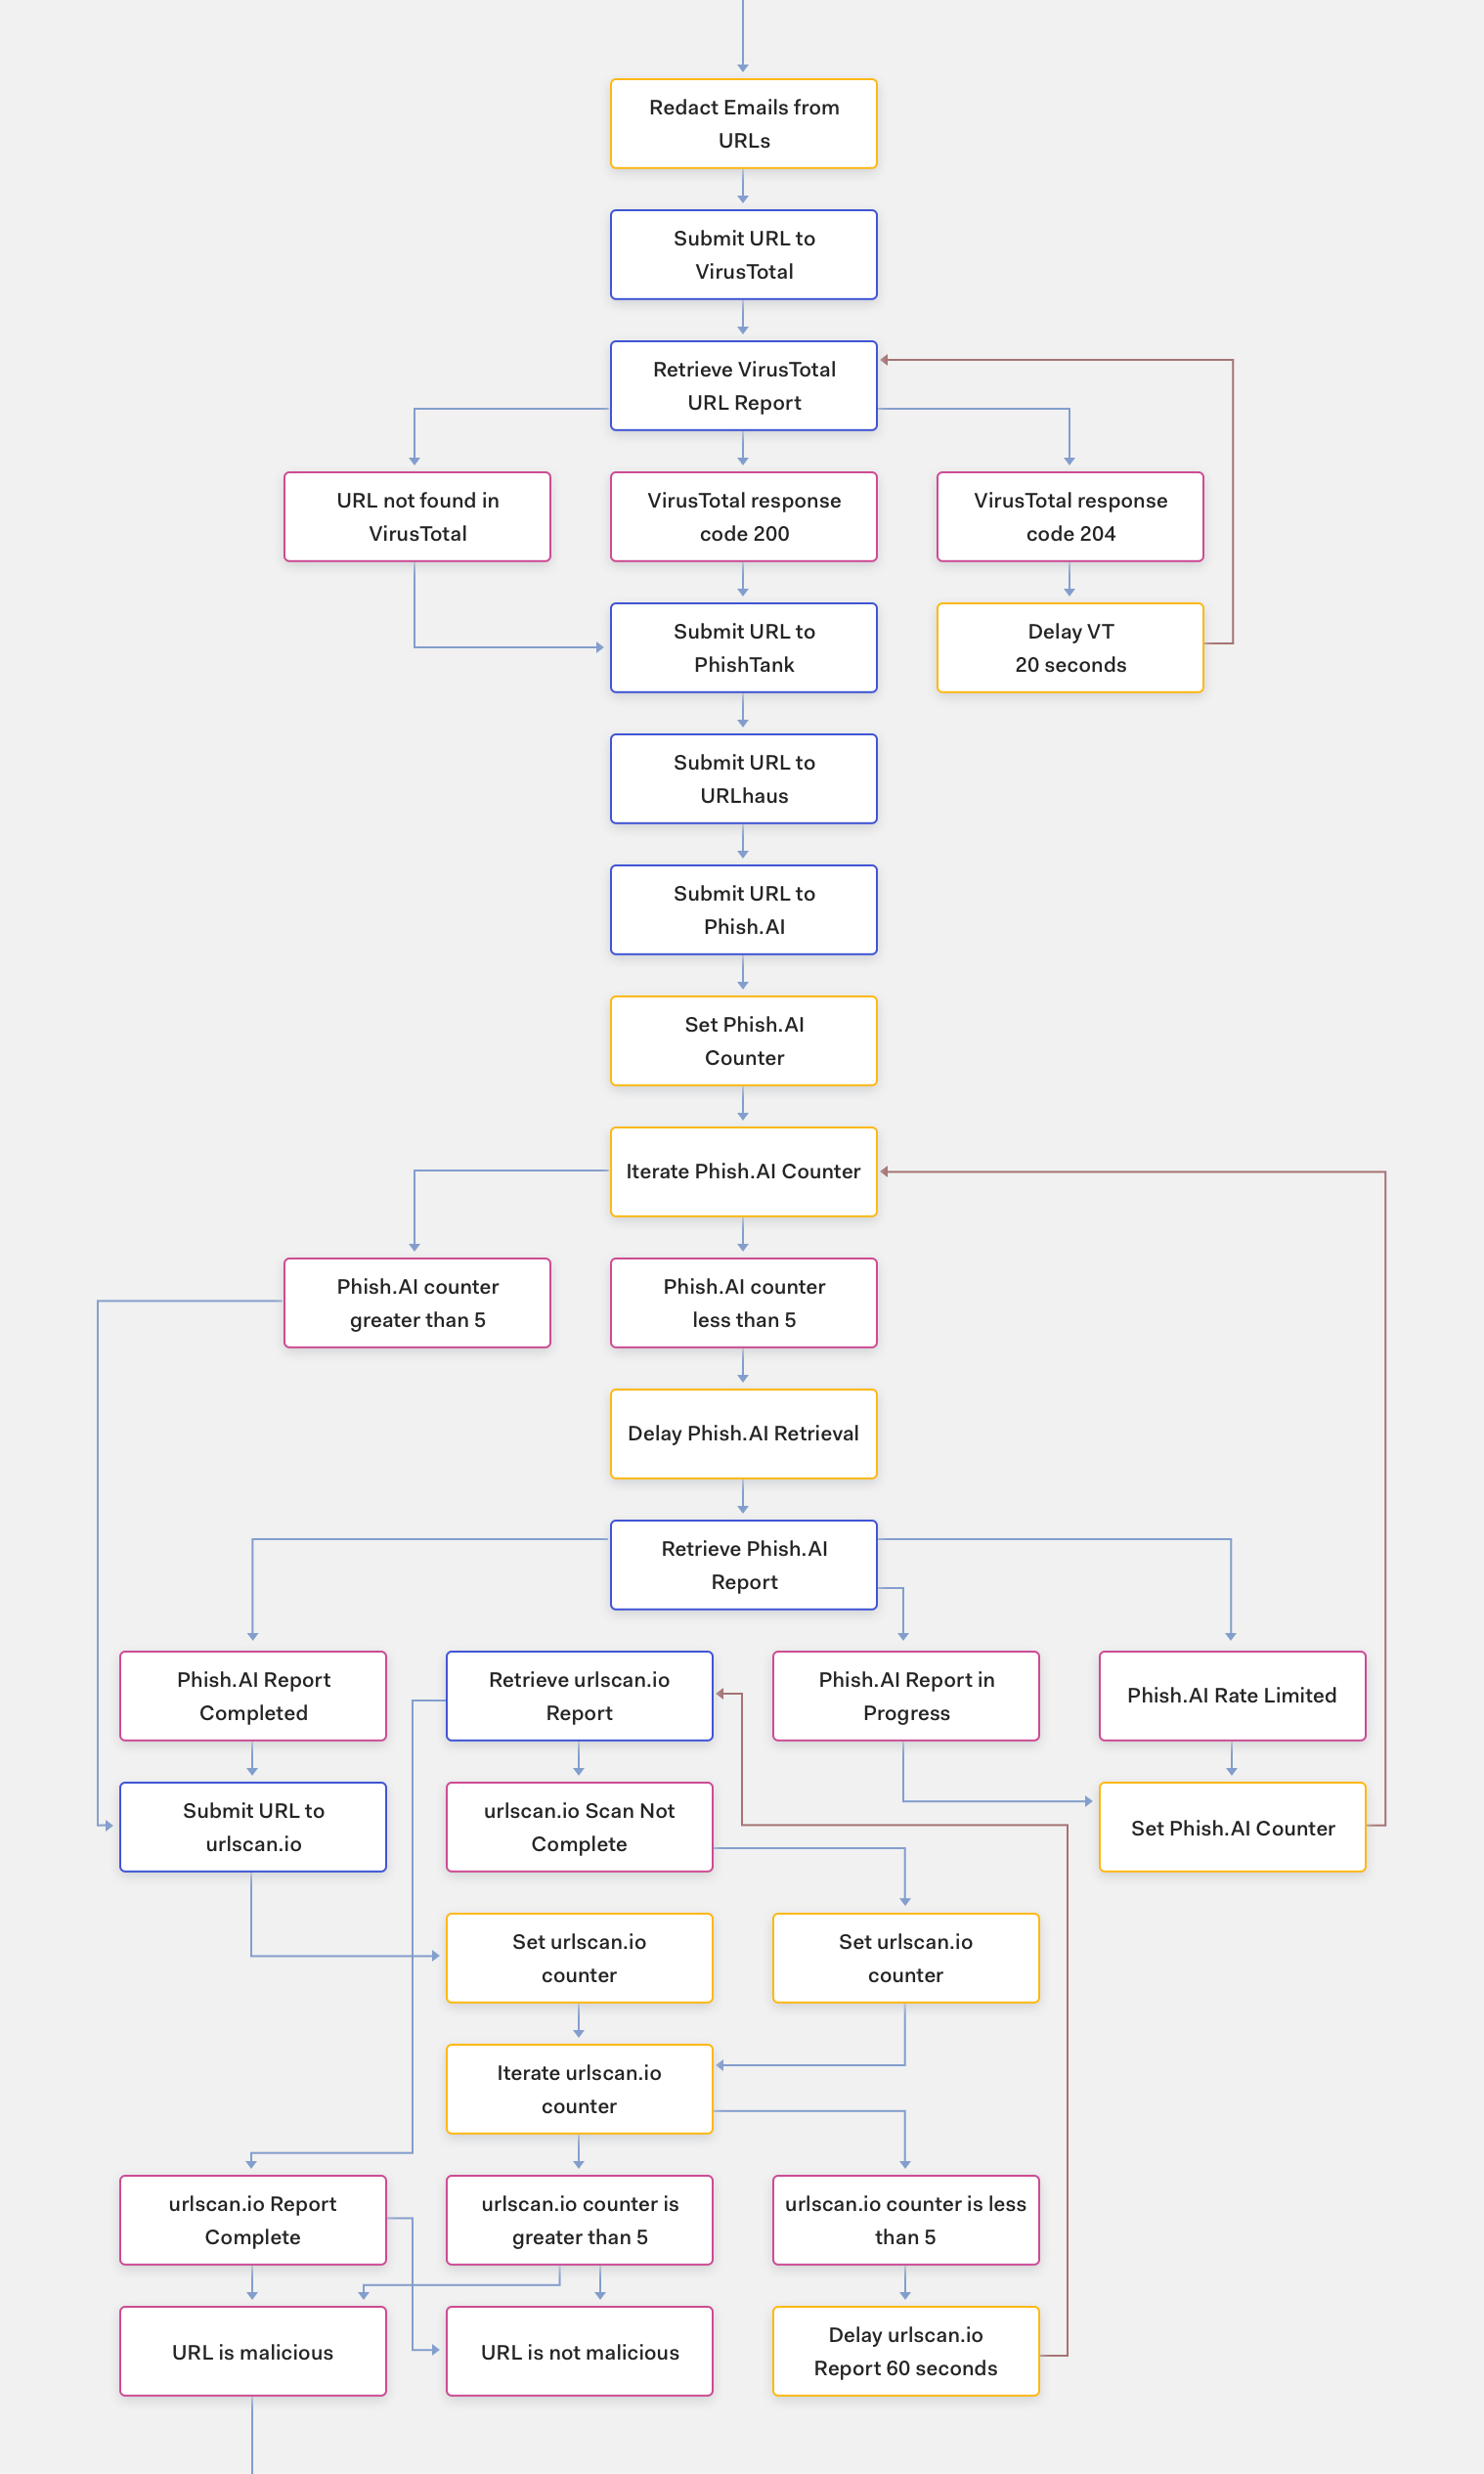 Redact Emails from
URLs
Submit URL to
VirusTotal
Retrieve VirusTotal
URL Report
URL not found in
VirusTotal
VirusTotal response
code 200
VirusTotal response
code 204
Submit URL to
PhishTank
Delay VT
20 seconds
Submit URL to
URLhaus
Submit URL to
Phish.AI
Set Phish.AI
Counter
Iterate Phish.AI Counter
Phish.AI counter
greater than 5
Phish.AI counter
less than 5
Delay Phish.AI Retrieval
Retrieve Phish.AI
Report
Phish.AI Report
Completed
Retrieve urlscan.io
Report
Phish.AI Report in
Progress
Phish.AI Rate Limited
Submit URL to
urlscan.io
urlscan.io Scan Not
Complete
Set Phish.AI Counter
Set urlscan.io
counter
Set urlscan.io
counter
Iterate urlscan.io
counter
urlscan.io Report
Complete
urlscan.io counter is
greater than 5
urlscan.io counter is less
than 5
URL is malicious
URL is not malicious
Delay urlscan.io
Report 60 seconds